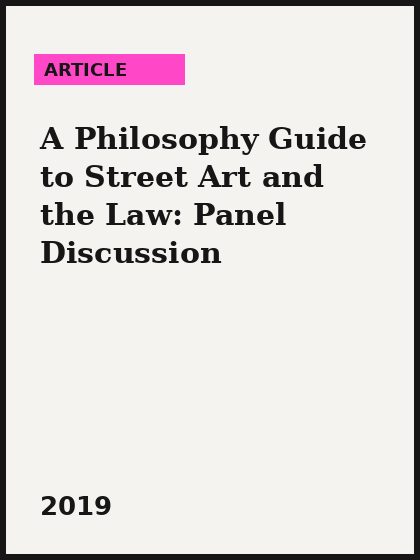 ARTICLE
A Philosophy Guide
to Street Art and
the Law: Panel
Discussion
2019